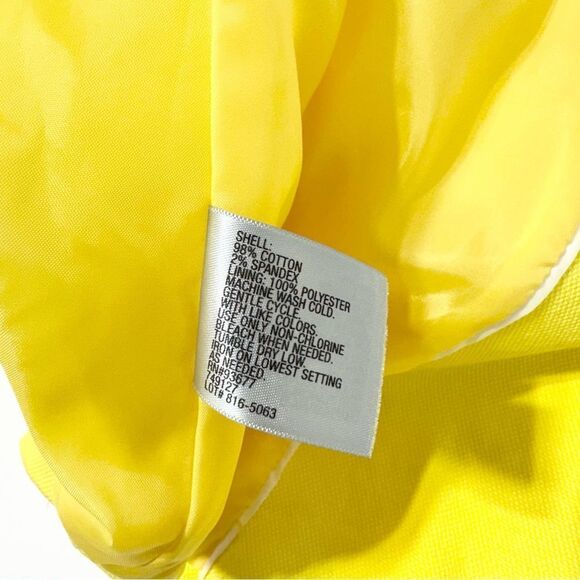 SHELL:
98% COTTON
2% SPANDEX
LINING: 100% POLYESTER
MACHINE WASH COLD.
GENTLE CYCLE.
WITH LIKE COLORS.
USE ONLY NON-CHLORINE
BLEACH WHEN NEEDED.
TUMBLE DRY LOW.
IRON ON LOWEST SETTING
AS NEEDED.
RN#93677
149127
LOT# 816-5063